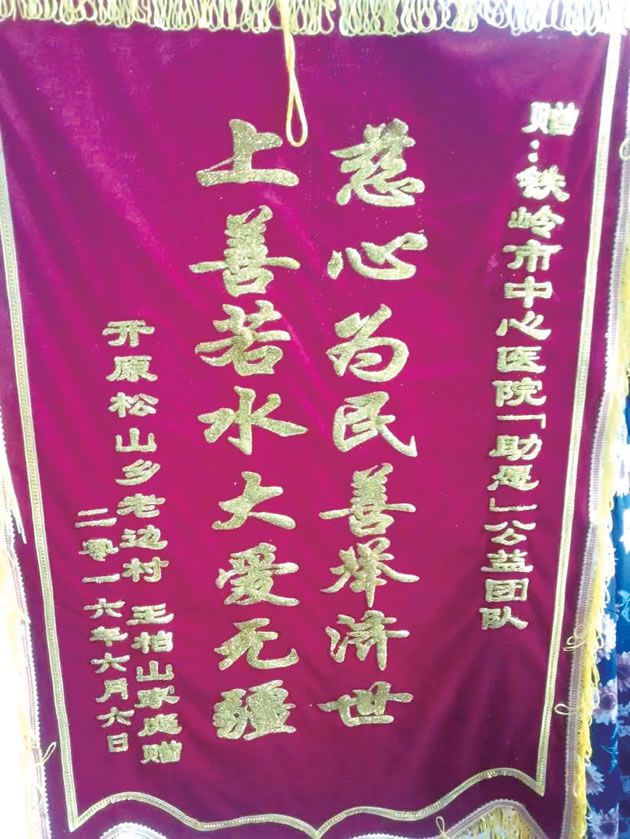 赠：铁岭市中心医院「助恩」公益团队
慈心为民善举济世
上善若水大爱无疆
开原松山乡老边村 王柏山家庭赠
二零一六年六月六日